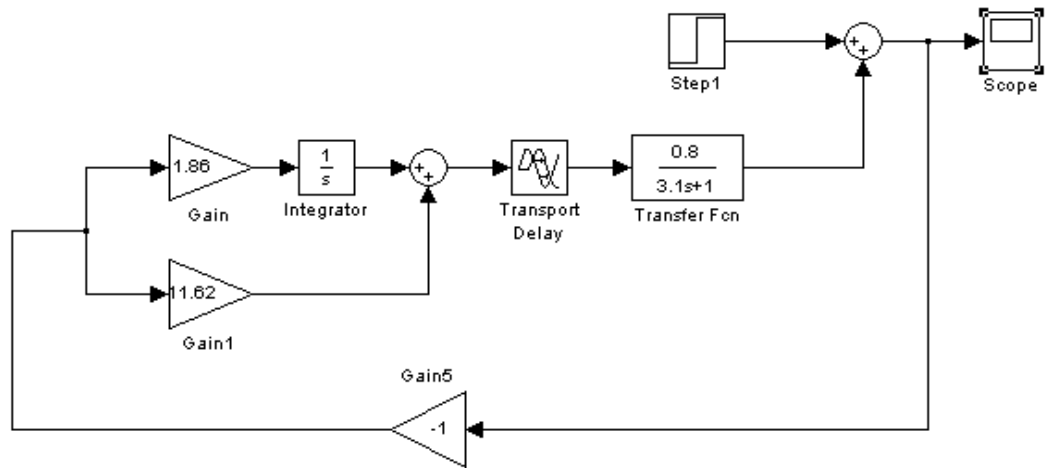 Step1
Scope
1.86
Gain
1
s
Integrator
Transport
Delay
0.8
3.1s+1
Transfer Fcn
11.62
Gain1
Gain5
-1